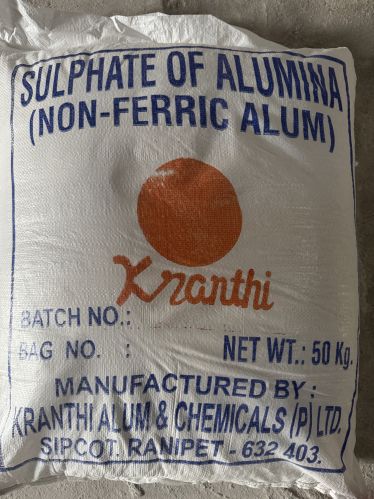 SULPHATE OF ALUMINA
(NON-FERRIC ALUM)
Kranthi
BATCH NO.:
BAG NO. :
NET WT.: 50 Kg.
MANUFACTURED BY :
KRANTHI ALUM & CHEMICALS (P) LTD.
SIPCOT. RANIPET - 632 403.